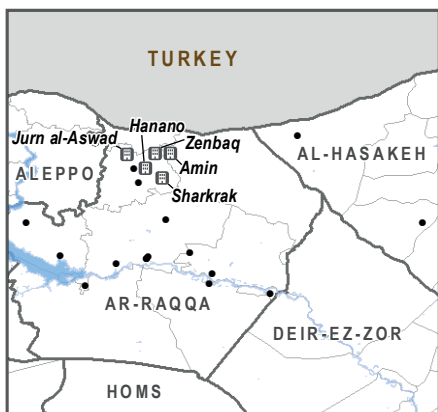 TURKEY
Hanano
Jurn al-Aswad
Zenbaq
Amin
AL-HASAKEH
ALEPPO
Sharkrak
AR-RAQQA
DEIR-EZ-ZOR
HOMS